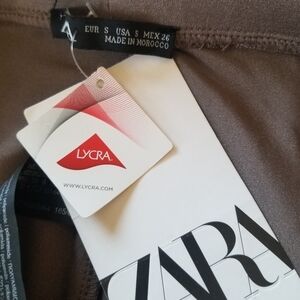 EUR S USA S MEX 26
MADE IN MOROCCO
LYCRA
WWW.LYCRA.COM
ZARA